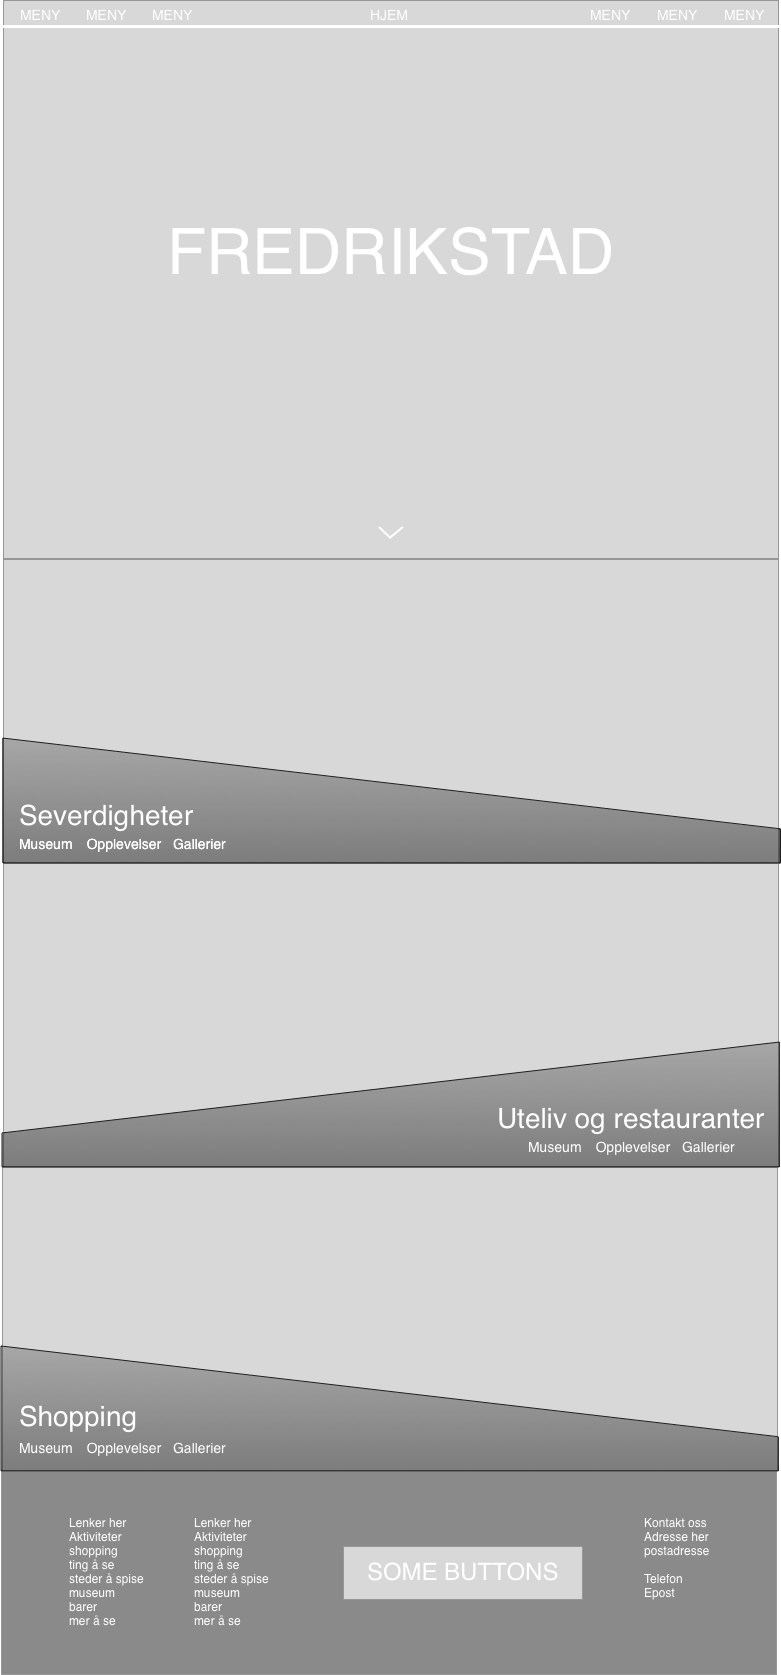 MENY MENY MENY HJEM MENY MENY MENY
FREDRIKSTAD
Severdigheter
Museum Opplevelser Gallerier
Uteliv og restauranter
Museum Opplevelser Gallerier
Shopping
Museum Opplevelser Gallerier
Lenker her
Aktiviteter
shopping
ting å se
steder å spise
museum
barer
mer å se
Lenker her
Aktiviteter
shopping
ting å se
steder å spise
museum
barer
mer å se
SOME BUTTONS
Kontakt oss
Adresse her
postadresse
Telefon
Epost